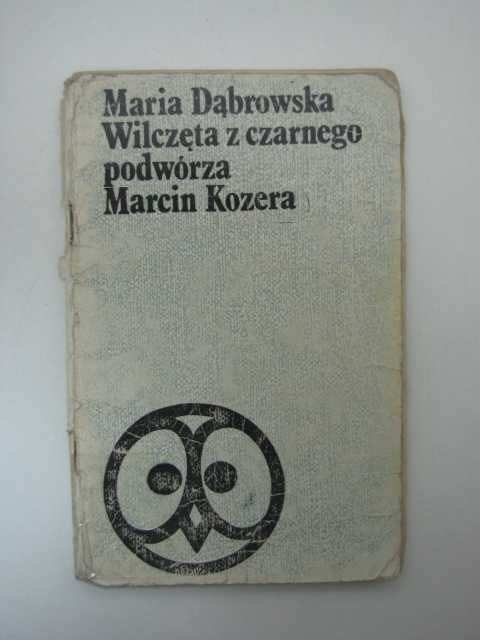 Maria Dąbrowska
Wilczęta z czarnego
podwórza
Marcin Kozera